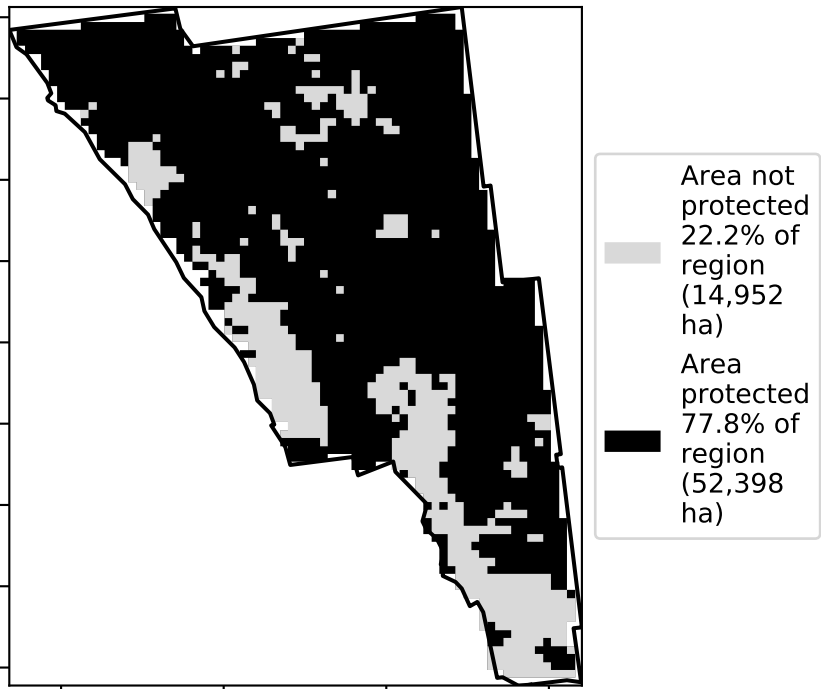 Area not
protected
22.2% of
region
(14,952
ha)
Area
protected
77.8% of
region
(52,398
ha)